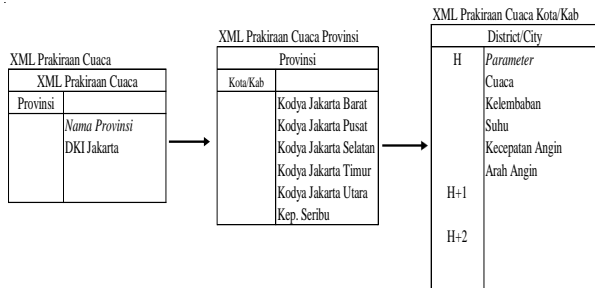 XML Prakiraan Cuaca
XML Prakiraan Cuaca
Provinsi
Nama Provinsi
DKI Jakarta
XML Prakiraan Cuaca Provinsi
Provinsi
Kota/Kab
Kodya Jakarta Barat
Kodya Jakarta Pusat
Kodya Jakarta Selatan
Kodya Jakarta Timur
Kodya Jakarta Utara
Kep. Seribu
XML Prakiraan Cuaca Kota/Kab
District/City
H Parameter
Cuaca
Kelembaban
Suhu
Kecepatan Angin
Arah Angin
H+1
H+2